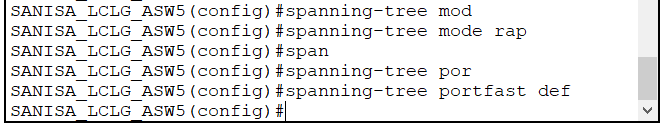 SANISA_LCLG_ASW5(config)#spanning-tree mod
SANISA_LCLG_ASW5(config)#spanning-tree mode rap
SANISA_LCLG_ASW5(config)#span
SANISA_LCLG_ASW5(config)#spanning-tree por
SANISA_LCLG_ASW5(config)#spanning-tree portfast def
SANISA_LCLG_ASW5(config)#